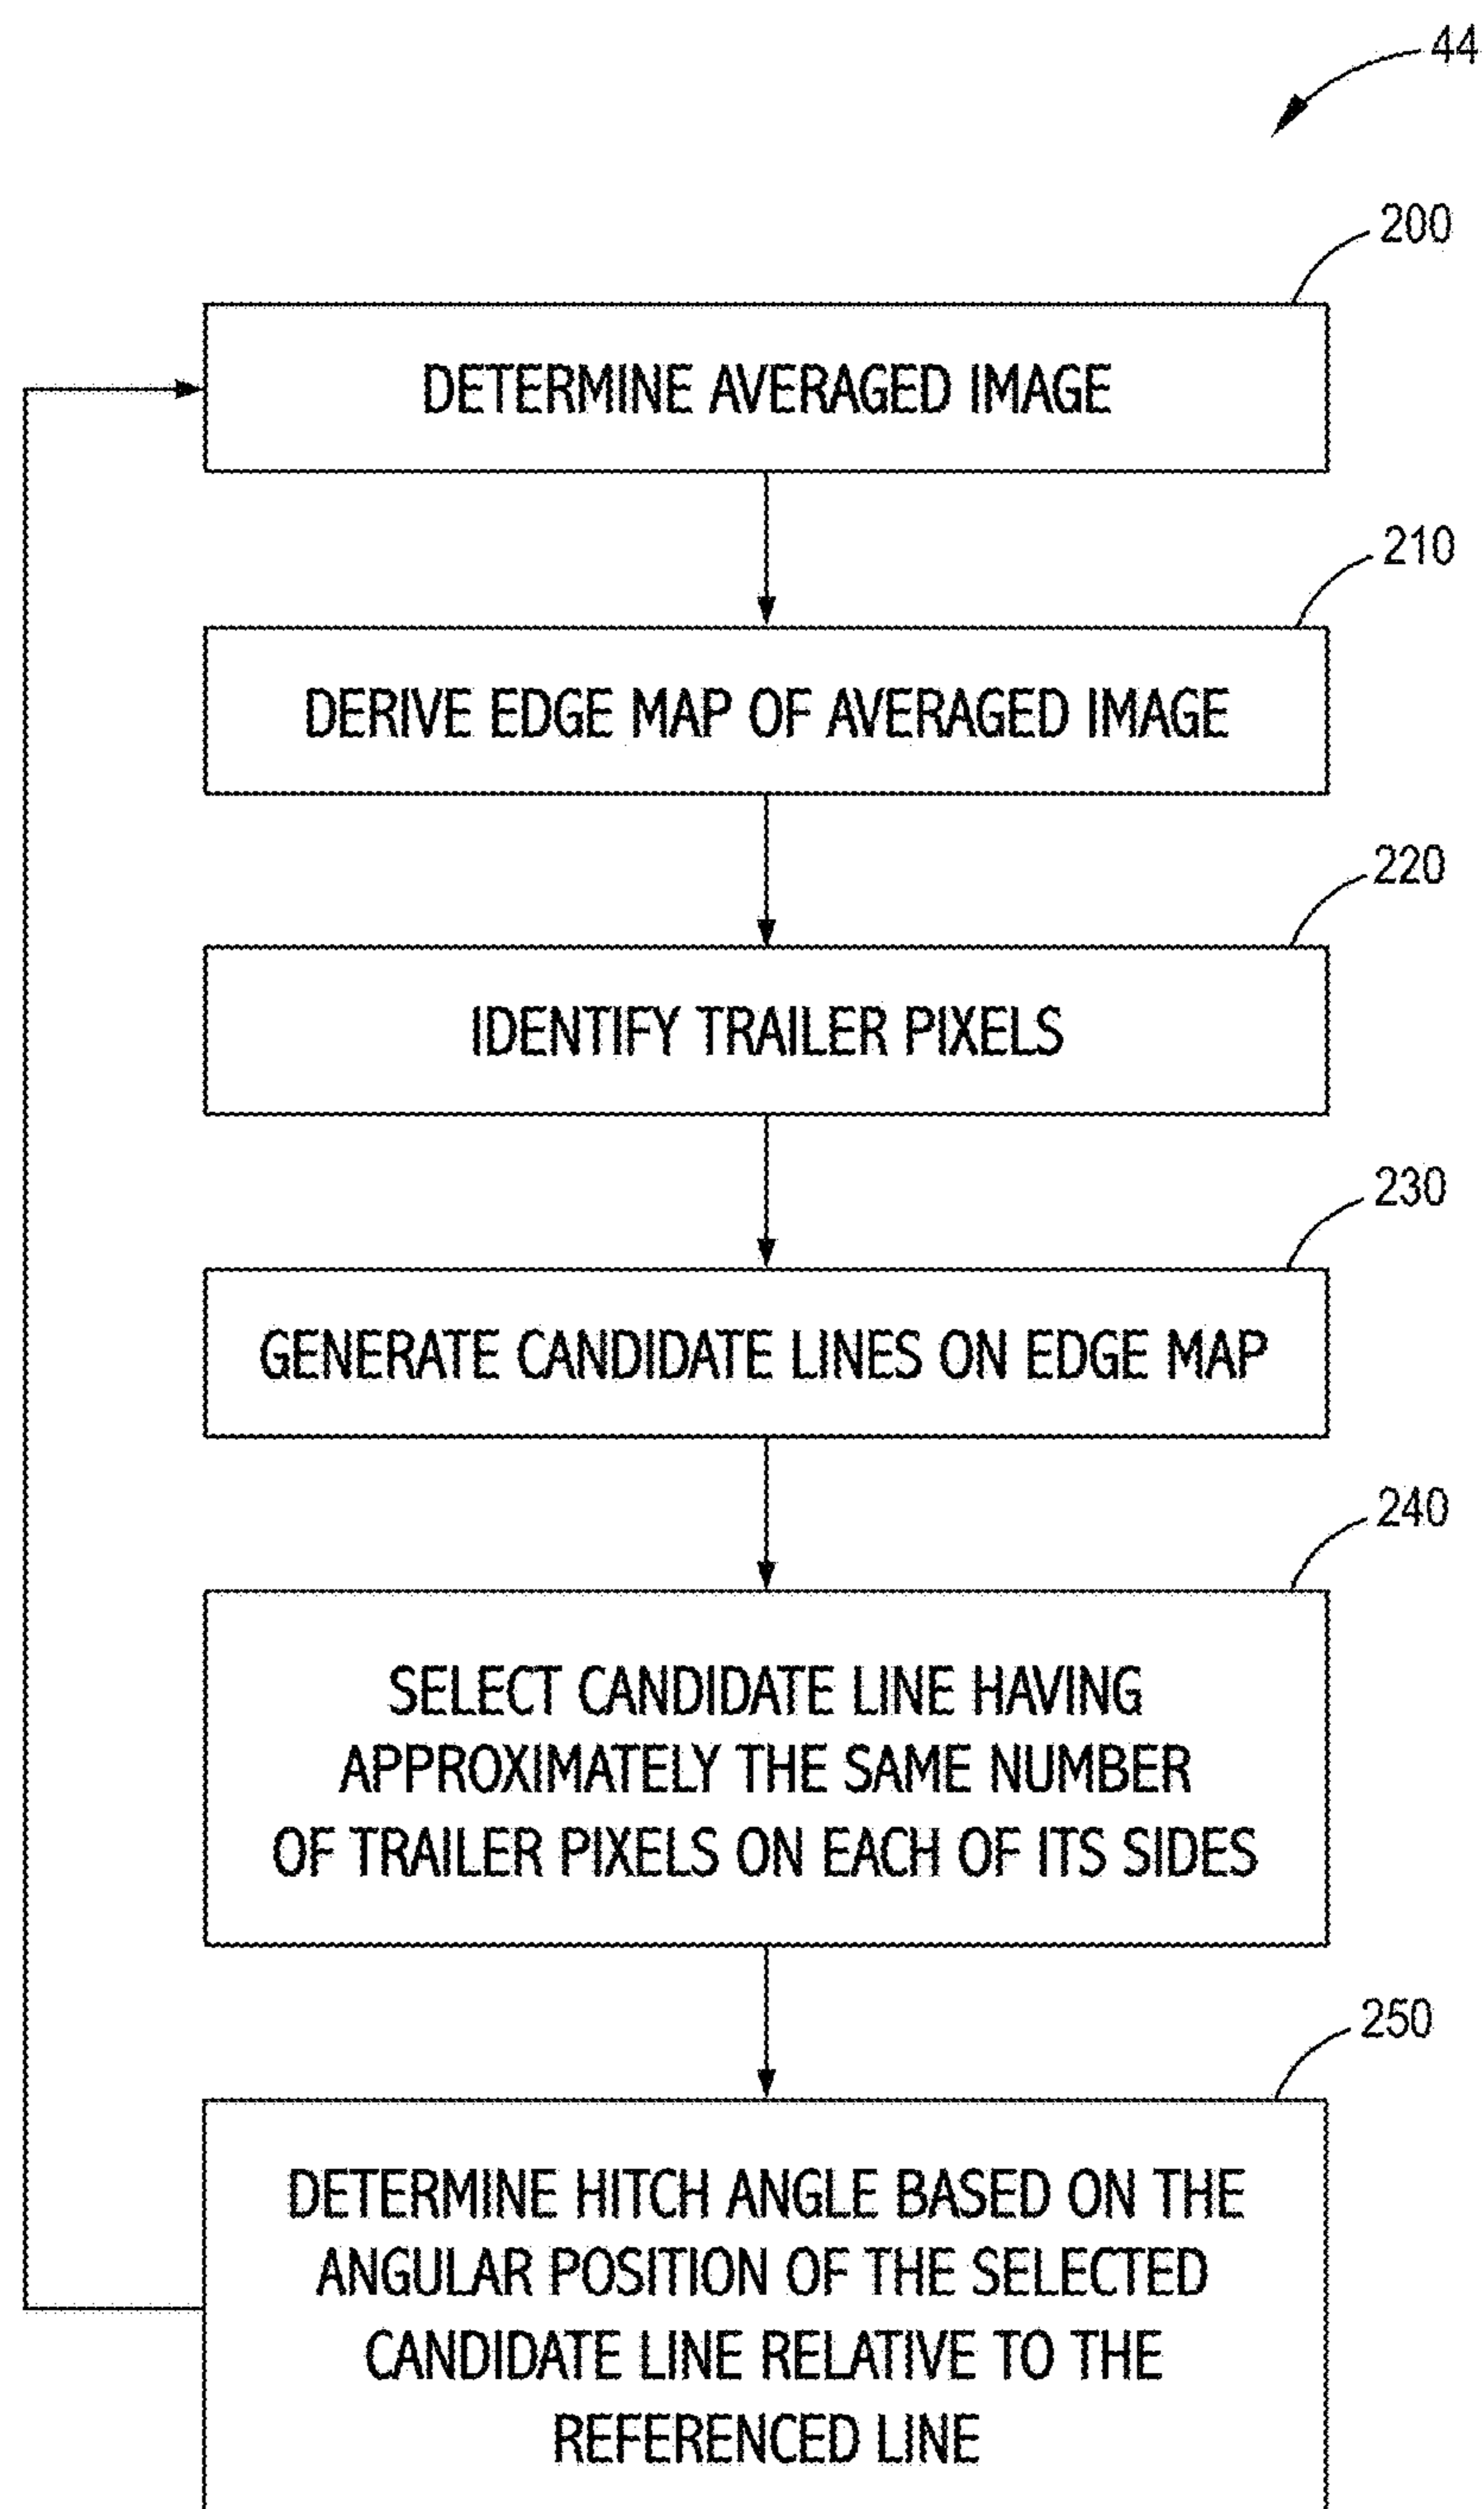 44
200
DETERMINE AVERAGED IMAGE
210
DERIVE EDGE MAP OF AVERAGED IMAGE
220
IDENTIFY TRAILER PIXELS
230
GENERATE CANDIDATE LINES ON EDGE MAP
240
SELECT CANDIDATE LINE HAVING
APPROXIMATELY THE SAME NUMBER
OF TRAILER PIXELS ON EACH OF ITS SIDES
250
DETERMINE HITCH ANGLE BASED ON THE
ANGULAR POSITION OF THE SELECTED
CANDIDATE LINE RELATIVE TO THE
REFERENCED LINE